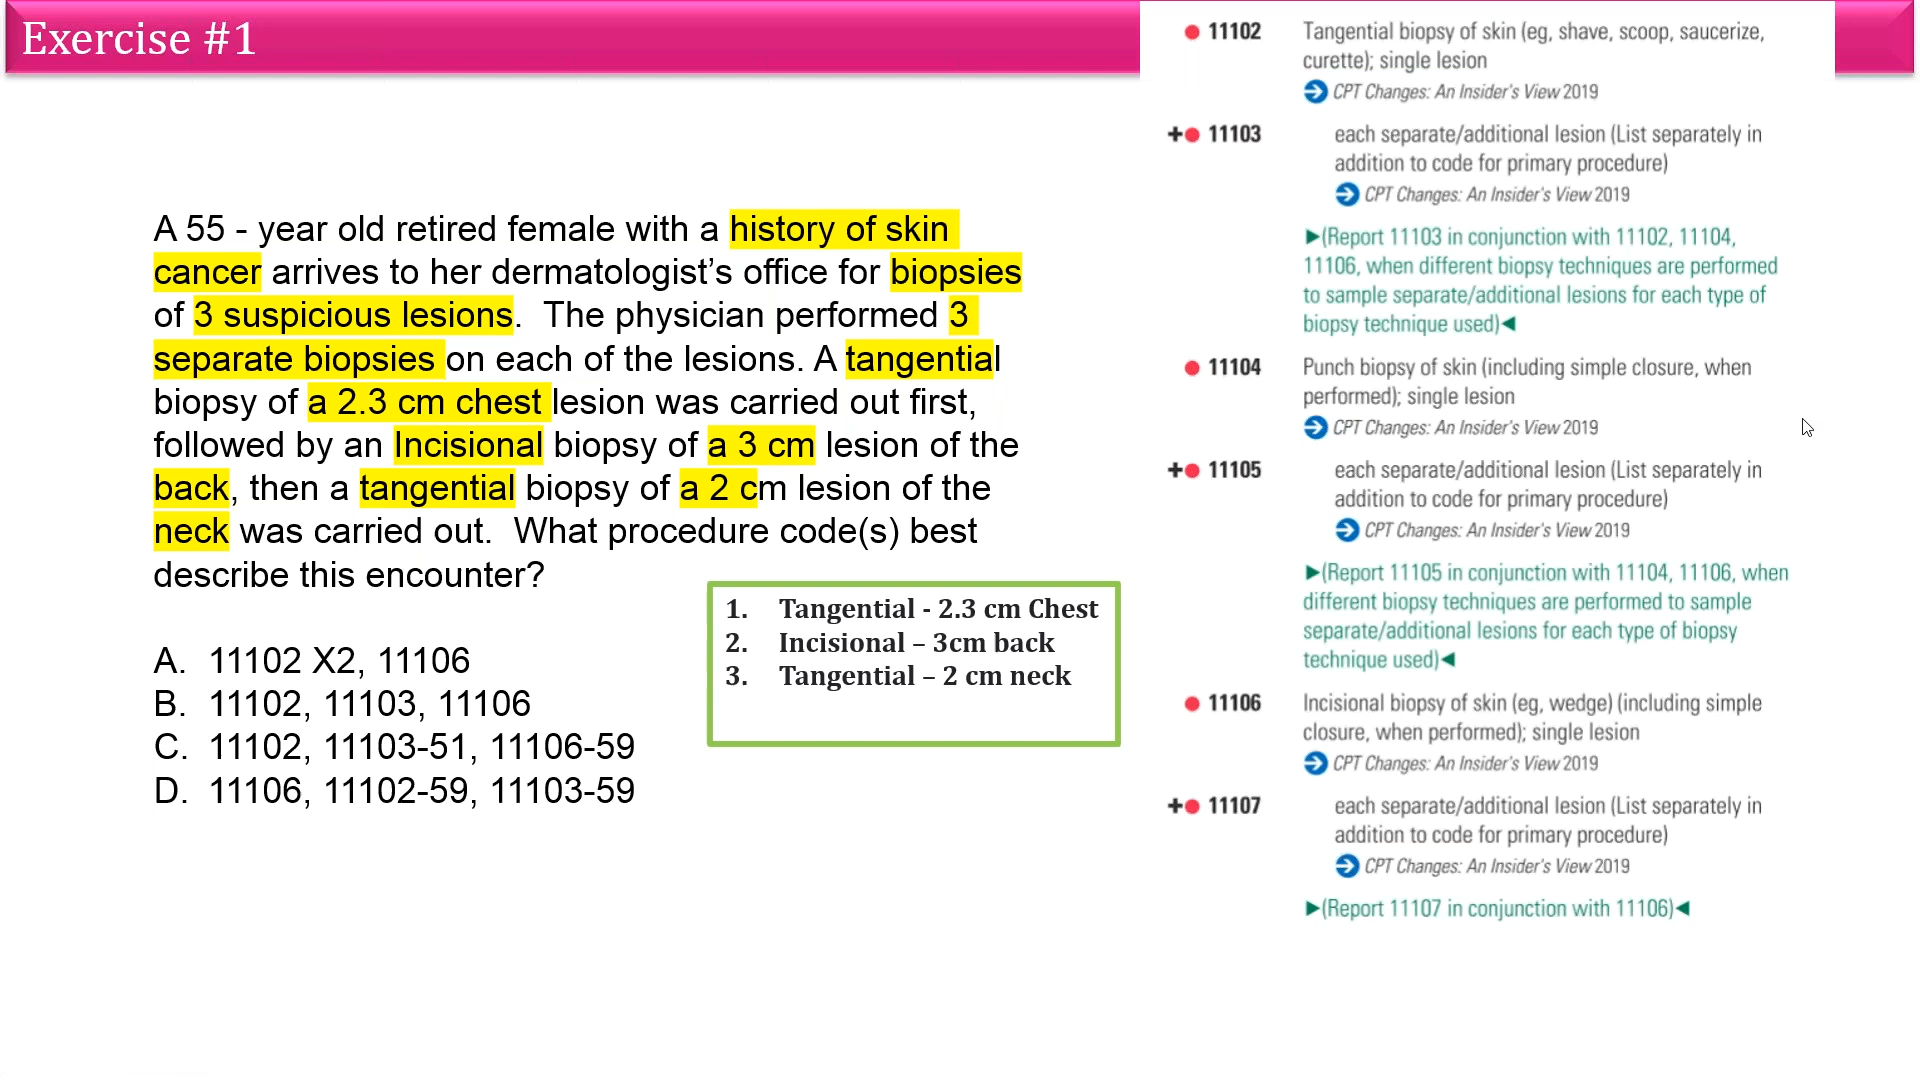 Exercise #1
A 55 - year old retired female with a history of skin
cancer arrives to her dermatologist’s office for biopsies
of 3 suspicious lesions.  The physician performed 3
separate biopsies on each of the lesions. A tangential
biopsy of a 2.3 cm chest lesion was carried out first,
followed by an Incisional biopsy of a 3 cm lesion of the
back, then a tangential biopsy of a 2 cm lesion of the
neck was carried out.  What procedure code(s) best
describe this encounter?
A. 11102 X2, 11106
B. 11102, 11103, 11106
C. 11102, 11103-51, 11106-59
D. 11106, 11102-59, 11103-59
1. Tangential - 2.3 cm Chest
2. Incisional – 3cm back
3. Tangential – 2 cm neck
11102 Tangential biopsy of skin (eg, shave, scoop, saucerize,
curette); single lesion
CPT Changes: An Insider's View 2019
+ 11103 each separate/additional lesion (List separately in
addition to code for primary procedure)
CPT Changes: An Insider's View 2019
▶(Report 11103 in conjunction with 11102, 11104,
11106, when different biopsy techniques are performed
to sample separate/additional lesions for each type of
biopsy technique used)◀
11104 Punch biopsy of skin (including simple closure, when
performed); single lesion
CPT Changes: An Insider's View 2019
+ 11105 each separate/additional lesion (List separately in
addition to code for primary procedure)
CPT Changes: An Insider's View 2019
▶(Report 11105 in conjunction with 11104, 11106, when
different biopsy techniques are performed to sample
separate/additional lesions for each type of biopsy
technique used)◀
11106 Incisional biopsy of skin (eg, wedge) (including simple
closure, when performed); single lesion
CPT Changes: An Insider's View 2019
+ 11107 each separate/additional lesion (List separately in
addition to code for primary procedure)
CPT Changes: An Insider's View 2019
▶(Report 11107 in conjunction with 11106)◀